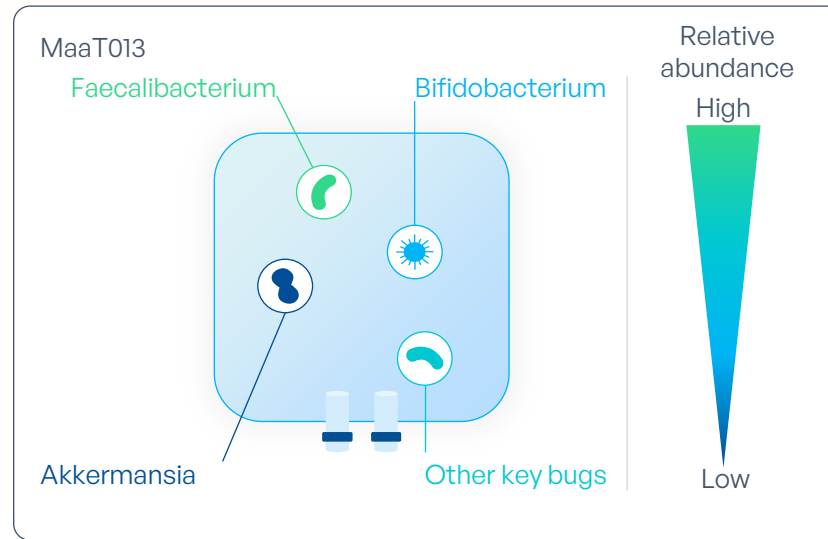 MaaT013
Faecalibacterium
Bifidobacterium
Akkermansia
Other key bugs
Relative
abundance
High
Low